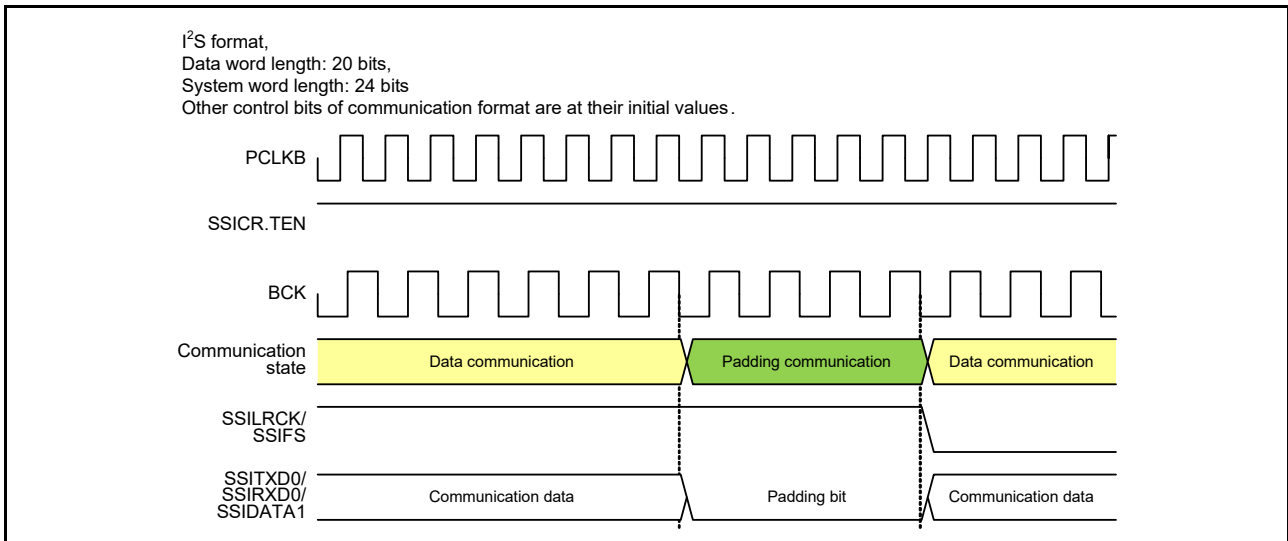 I²S format,
Data word length: 20 bits,
System word length: 24 bits
Other control bits of communication format are at their initial values.
PCLKB
SSICR.TEN
BCK
Communication
state
Data communication
Padding communication
Data communication
SSILRCK/
SSIFS
SSITXD0/
SSIRXD0/
SSIDATA1
Communication data
Padding bit
Communication data